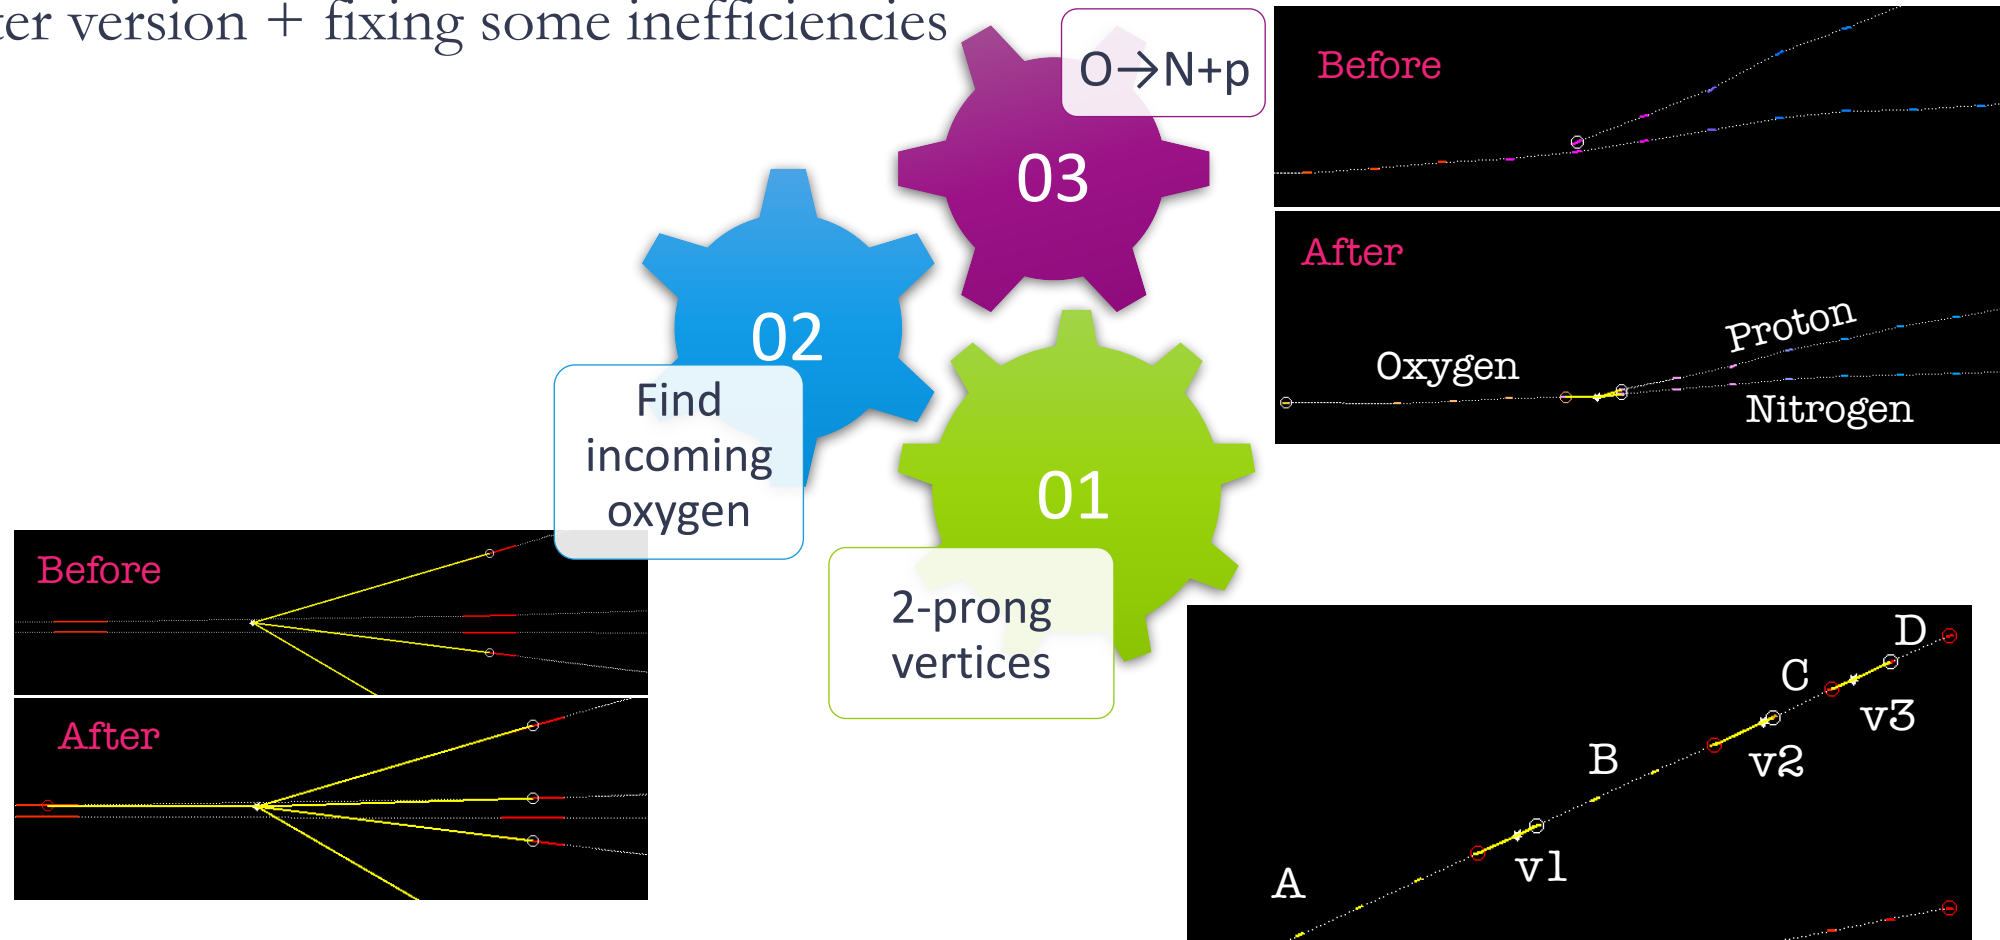 version + fixing some inefficiencies
03
O→N+p
02
Find
incoming
oxygen
01
2-prong
vertices
Before
After
Oxygen
Proton
Nitrogen
Before
After
A
v1
B
v2
C
v3
D